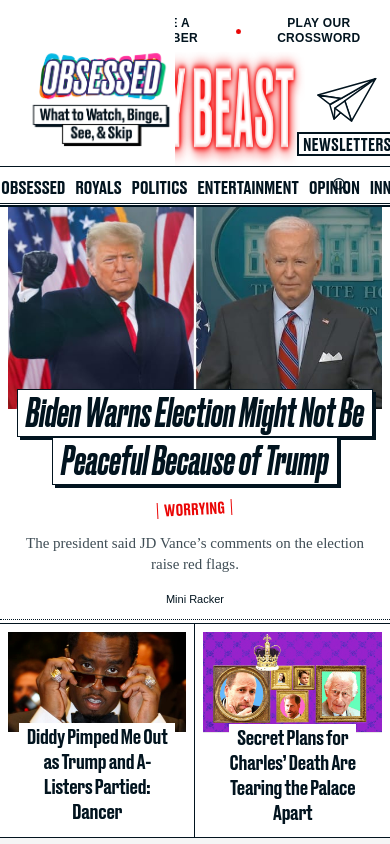 E A
BER
PLAY OUR
CROSSWORD
OBSESSED
What to Watch, Binge,
See, & Skip
Y BEAST
NEWSLETTERS
OBSESSED ROYALS POLITICS ENTERTAINMENT OPINION INN
THE WHITE HO
Biden Warns Election Might Not Be
Peaceful Because of Trump
WORRYING
The president said JD Vance’s comments on the election
raise red flags.
Mini Racker
Diddy Pimped Me Out
as Trump and A-
Listers Partied:
Dancer
Secret Plans for
Charles’ Death Are
Tearing the Palace
Apart